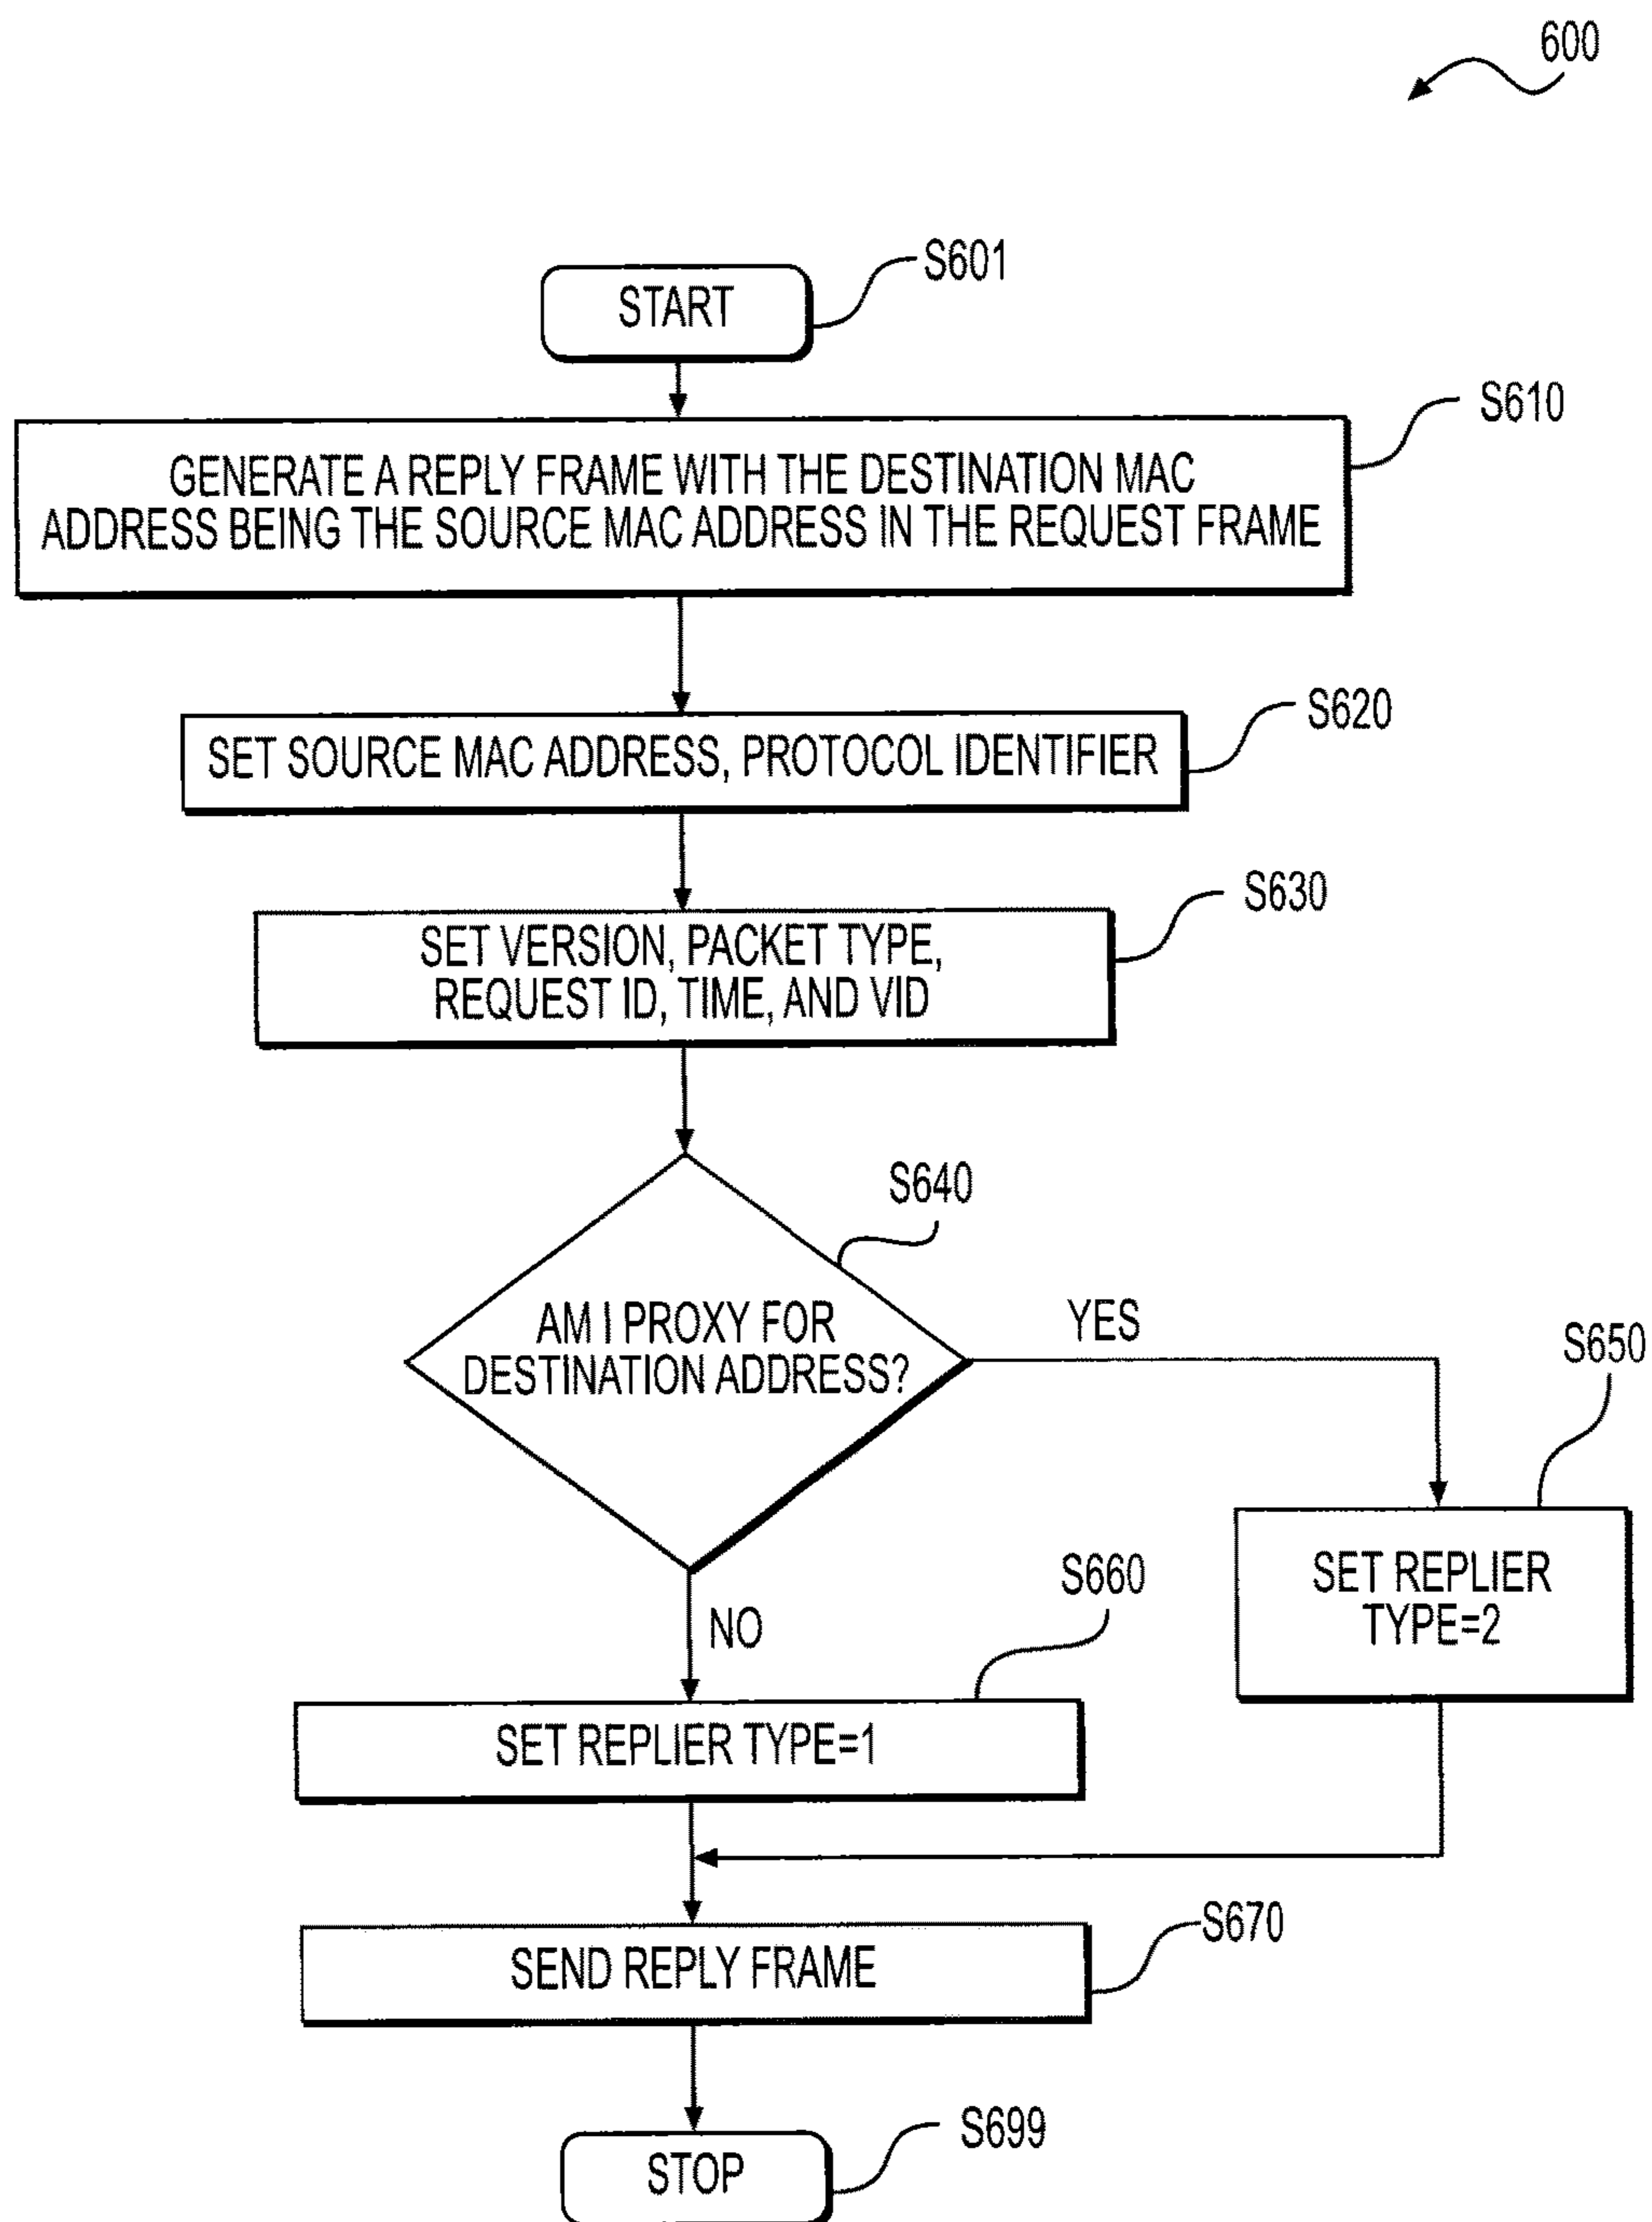 600
START
S601
S610
GENERATE A REPLY FRAME WITH THE DESTINATION MAC
ADDRESS BEING THE SOURCE MAC ADDRESS IN THE REQUEST FRAME
S620
SET SOURCE MAC ADDRESS, PROTOCOL IDENTIFIER
S630
SET VERSION, PACKET TYPE,
REQUEST ID, TIME, AND VID
S640
AM I PROXY FOR
DESTINATION ADDRESS?
YES
S650
SET REPLIER
TYPE=2
NO
S660
SET REPLIER TYPE=1
S670
SEND REPLY FRAME
S699
STOP